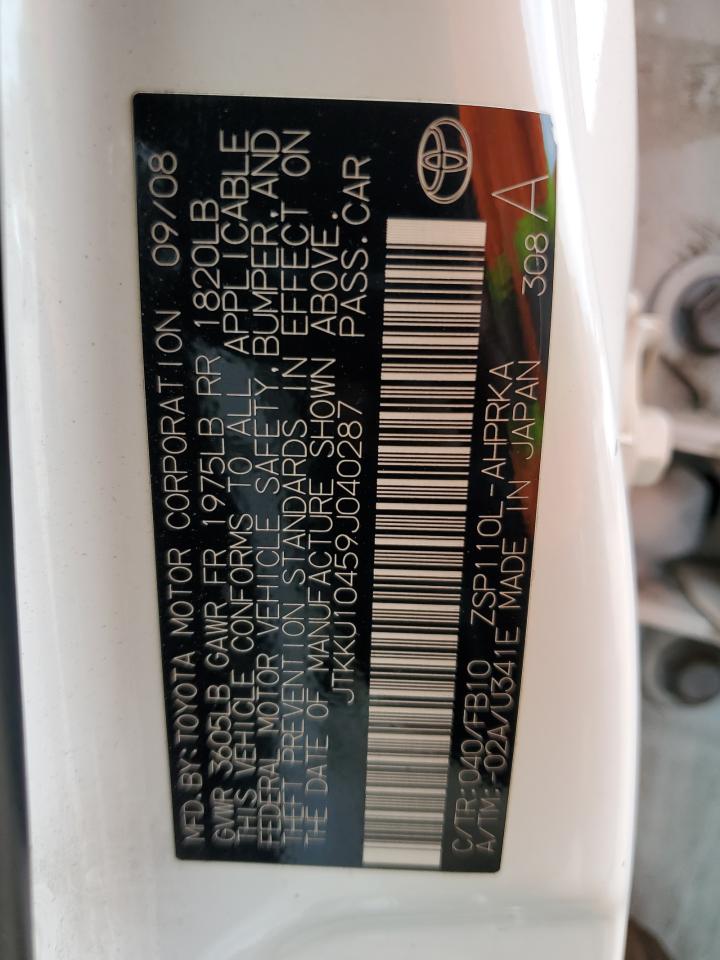 MFD.BY:TOYOTA MOTOR CORPORATION 09/08
GVWR 3605LB GAWR FR 1975LB RR 1820LB
THIS VEHICLE CONFORMS TO ALL APPLICABLE
FEDERAL MOTOR VEHICLE SAFETY,BUMPER,AND
THEFT PREVENTION STANDARDS IN EFFECT ON
THE DATE OF MANUFACTURE SHOWN ABOVE.
JTKKU10459J040287 PASS.CAR
C/TR:040/FB10 ZSP110L-AHPRKA 308 A
A/TM:-02A/U341E MADE IN JAPAN